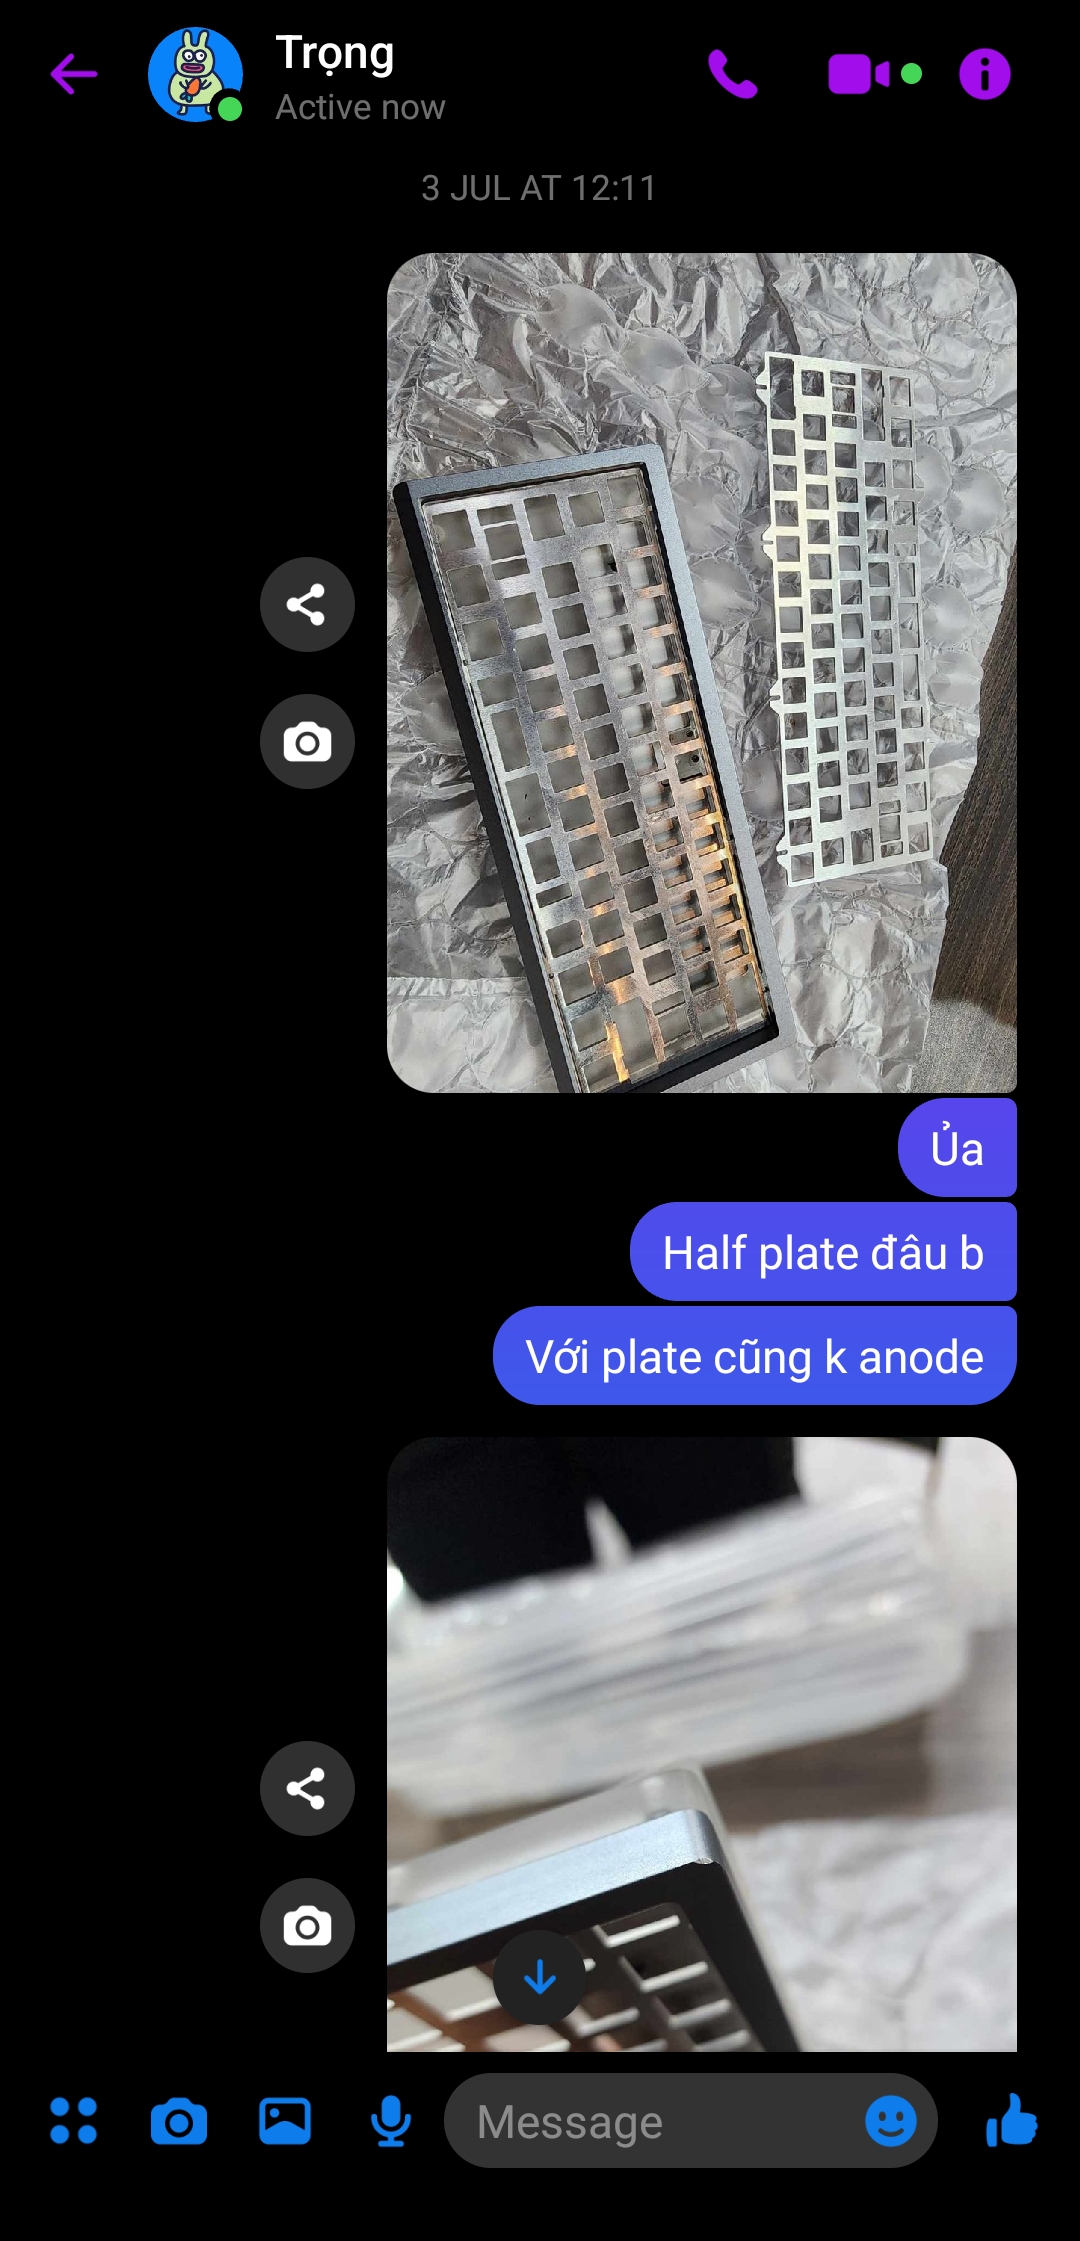 Trọng
Active now
3 JUL AT 12:11
Ủa
Half plate đâu b
Với plate cũng k anode
Message